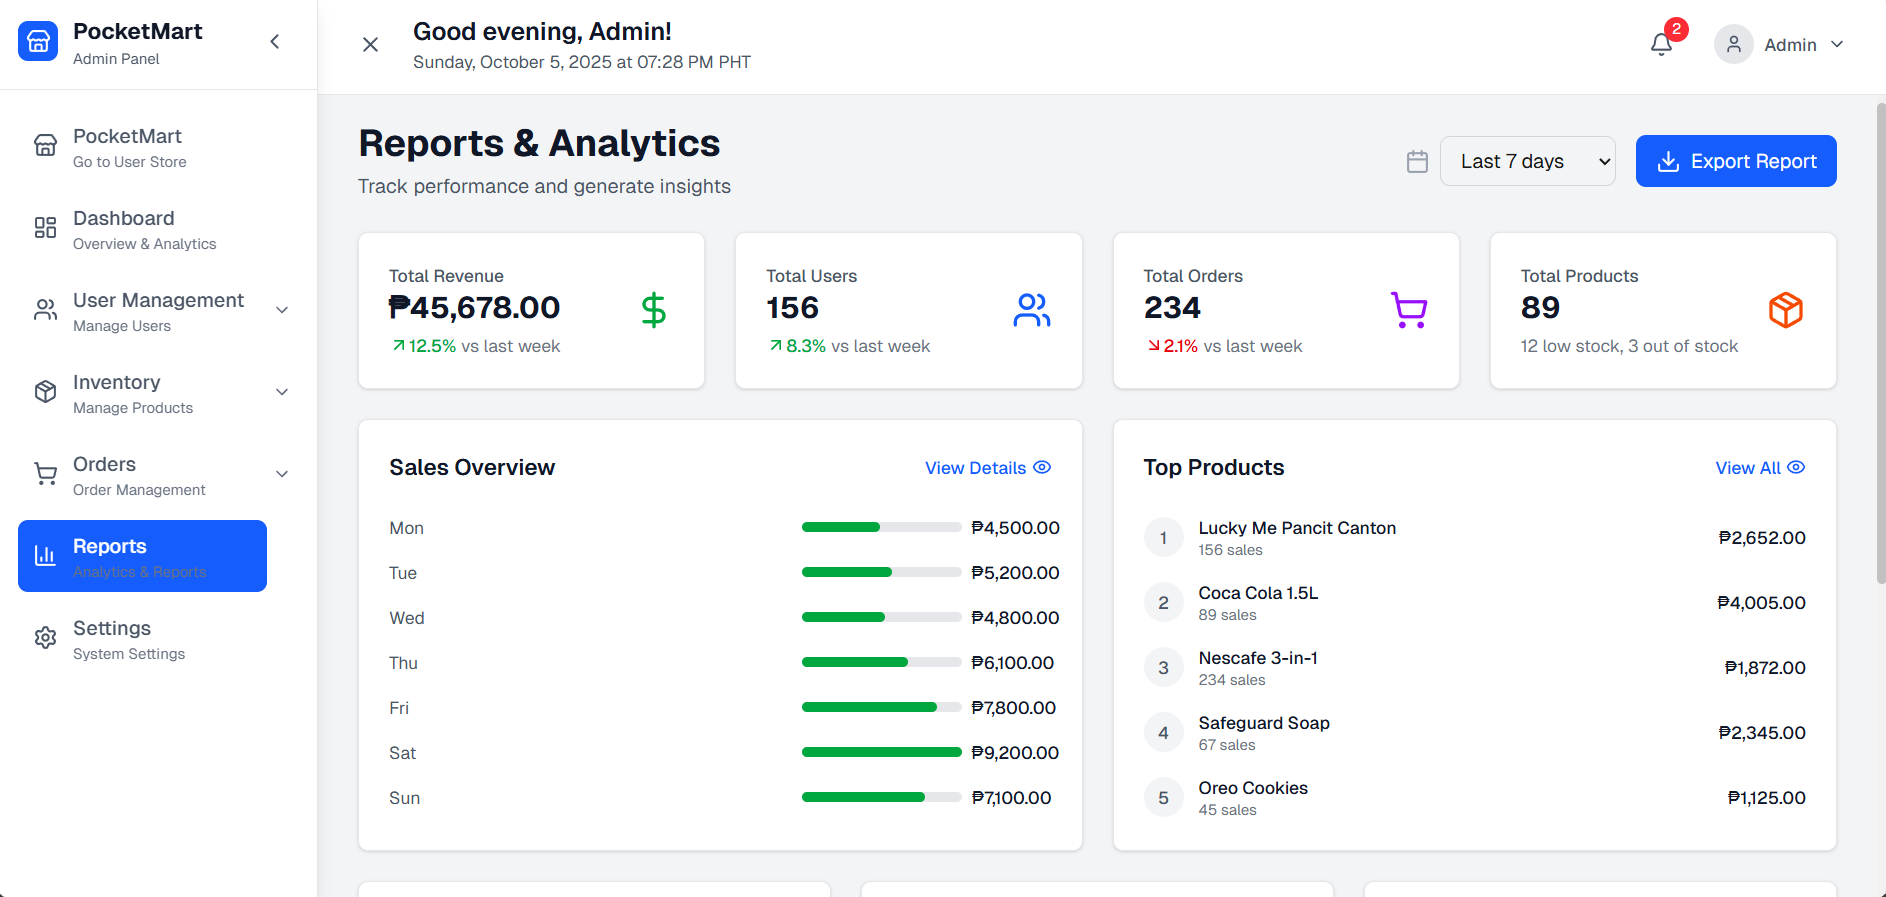 PocketMart
Admin Panel
Good evening, Admin!
Sunday, October 5, 2025 at 07:28 PM PHT
2
Admin
PocketMart
Go to User Store
Dashboard
Overview & Analytics
User Management
Manage Users
Inventory
Manage Products
Orders
Order Management
Reports
Analytics & Reports
Settings
System Settings
Reports & Analytics
Track performance and generate insights
Last 7 days
Export Report
Total Revenue
₱45,678.00
12.5% vs last week
Total Users
156
8.3% vs last week
Total Orders
234
2.1% vs last week
Total Products
89
12 low stock, 3 out of stock
Sales Overview
View Details
Mon ₱4,500.00
Tue ₱5,200.00
Wed ₱4,800.00
Thu ₱6,100.00
Fri ₱7,800.00
Sat ₱9,200.00
Sun ₱7,100.00
Top Products
View All
1 Lucky Me Pancit Canton ₱2,652.00
156 sales
2 Coca Cola 1.5L ₱4,005.00
89 sales
3 Nescafe 3-in-1 ₱1,872.00
234 sales
4 Safeguard Soap ₱2,345.00
67 sales
5 Oreo Cookies ₱1,125.00
45 sales